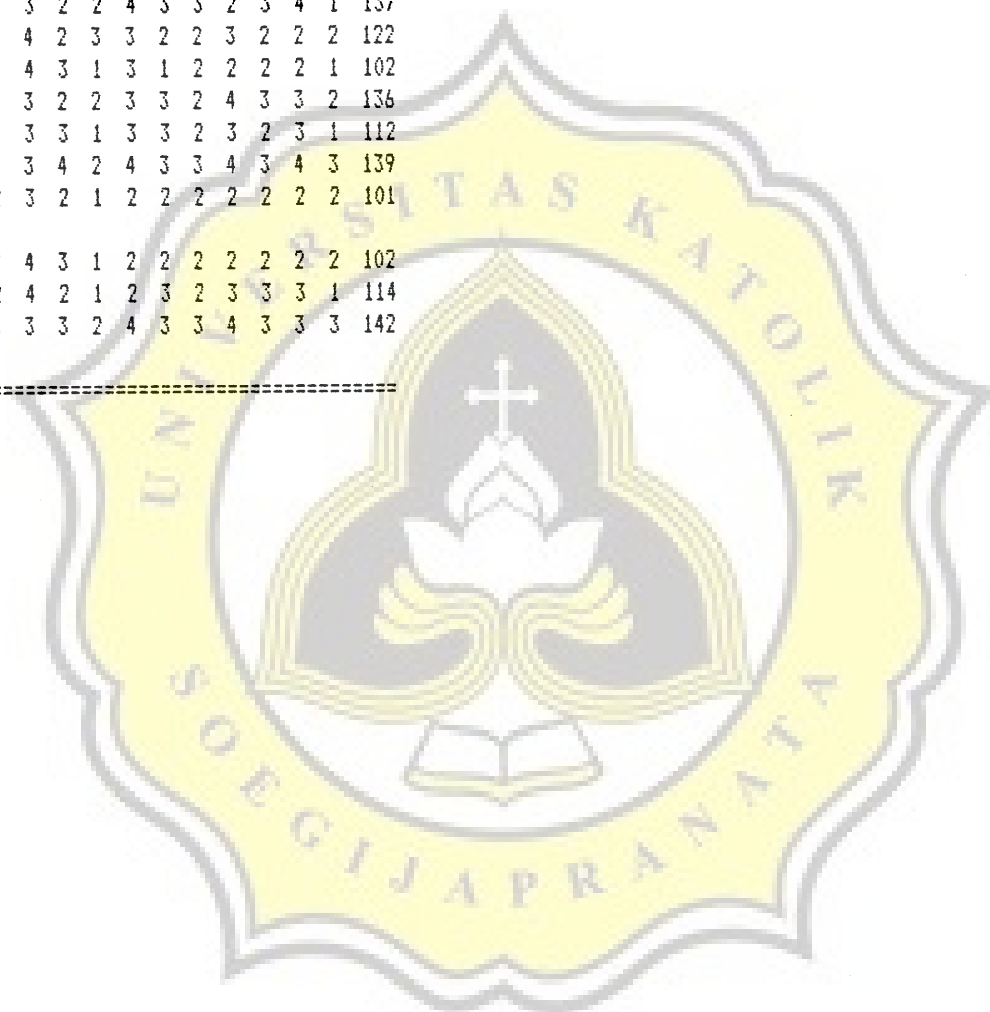 3 2 2 4 3 3 2 3 4 1 137
4 2 3 3 2 2 3 2 2 2 122
4 3 1 3 1 2 2 2 2 1 102
3 2 2 3 3 2 4 3 3 2 136
3 3 1 3 3 2 3 2 3 1 112
3 4 2 4 3 3 4 3 4 3 139
3 2 1 2 2 2 2 2 2 2 101
4 3 1 2 2 2 2 2 2 2 102
4 2 1 2 3 2 3 3 3 1 114
3 3 2 4 3 3 4 3 3 3 142
UNIVERSITAS KATOLIK
SOEGIJAPRANATA